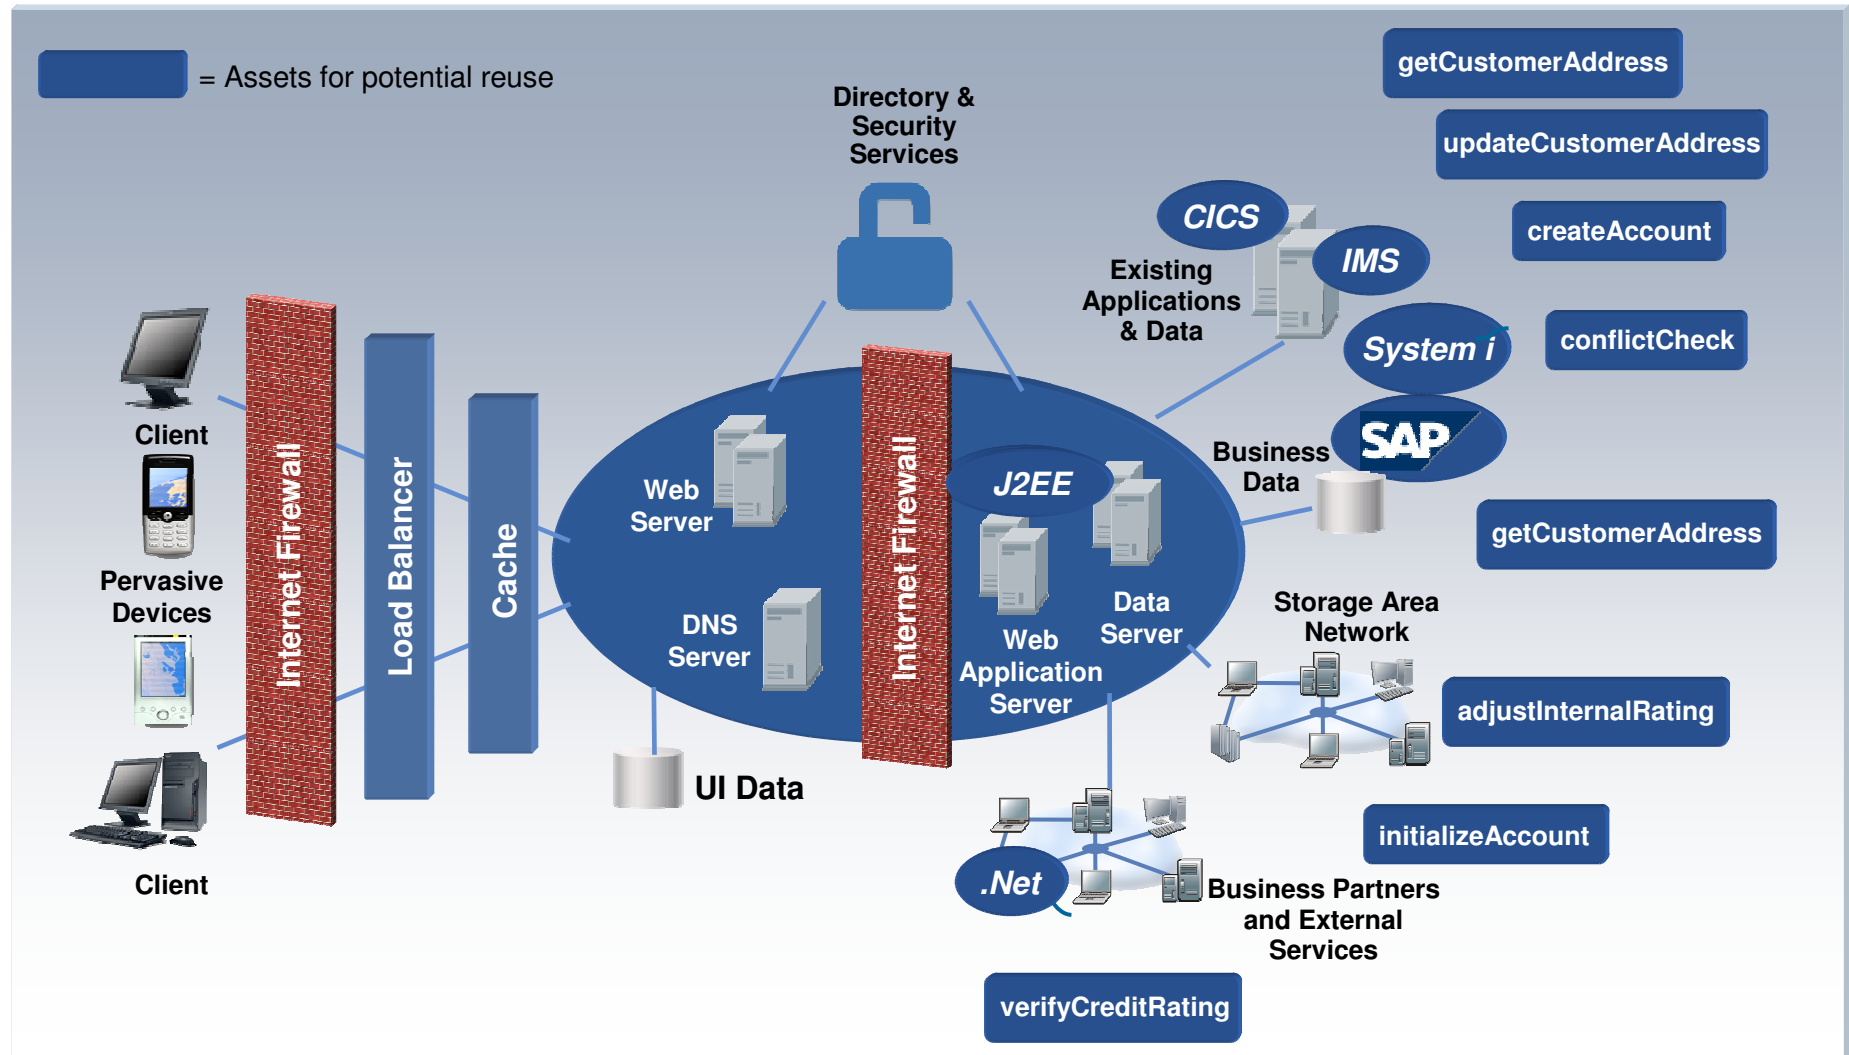 = Assets for potential reuse
getCustomerAddress
updateCustomerAddress
createAccount
conflictCheck
Directory &
Security
Services
CICS
IMS
Existing
Applications
& Data
System i
SAP
Business
Data
getCustomerAddress
Client
Pervasive
Devices
Client
Internet Firewall
Load Balancer
Cache
Web
Server
DNS
Server
UI Data
Internet Firewall
J2EE
Web
Application
Server
Data
Server
Storage Area
Network
adjustInternalRating
initializeAccount
.Net
Business Partners
and External
Services
verifyCreditRating